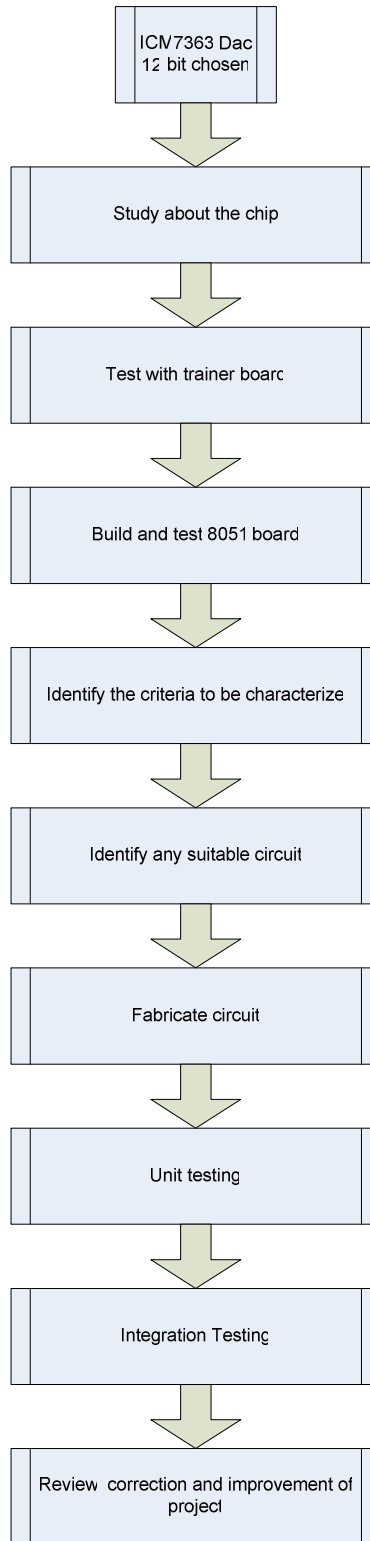 ICM7363 Dac
12 bit chosen
Study about the chip
Test with trainer board
Build and test 8051 board
Identify the criteria to be characterize
Identify any suitable circuit
Fabricate circuit
Unit testing
Integration Testing
Review correction and improvement of
project